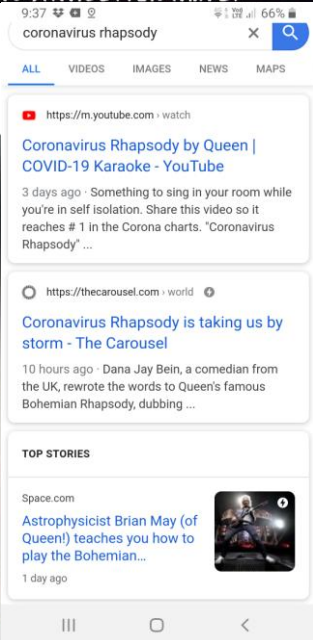 9:37
66%
coronavirus rhapsody
ALL VIDEOS IMAGES NEWS MAPS
https://m.youtube.com › watch
Coronavirus Rhapsody by Queen |
COVID-19 Karaoke - YouTube
3 days ago · Something to sing in your room while
you're in self isolation. Share this video so it
reaches # 1 in the Corona charts. "Coronavirus
Rhapsody" ...
https://thecarousel.com › world
Coronavirus Rhapsody is taking us by
storm - The Carousel
10 hours ago · Dana Jay Bein, a comedian from
the UK, rewrote the words to Queen's famous
Bohemian Rhapsody, dubbing ...
TOP STORIES
Space.com
Astrophysicist Brian May (of
Queen!) teaches you how to
play the Bohemian...
1 day ago